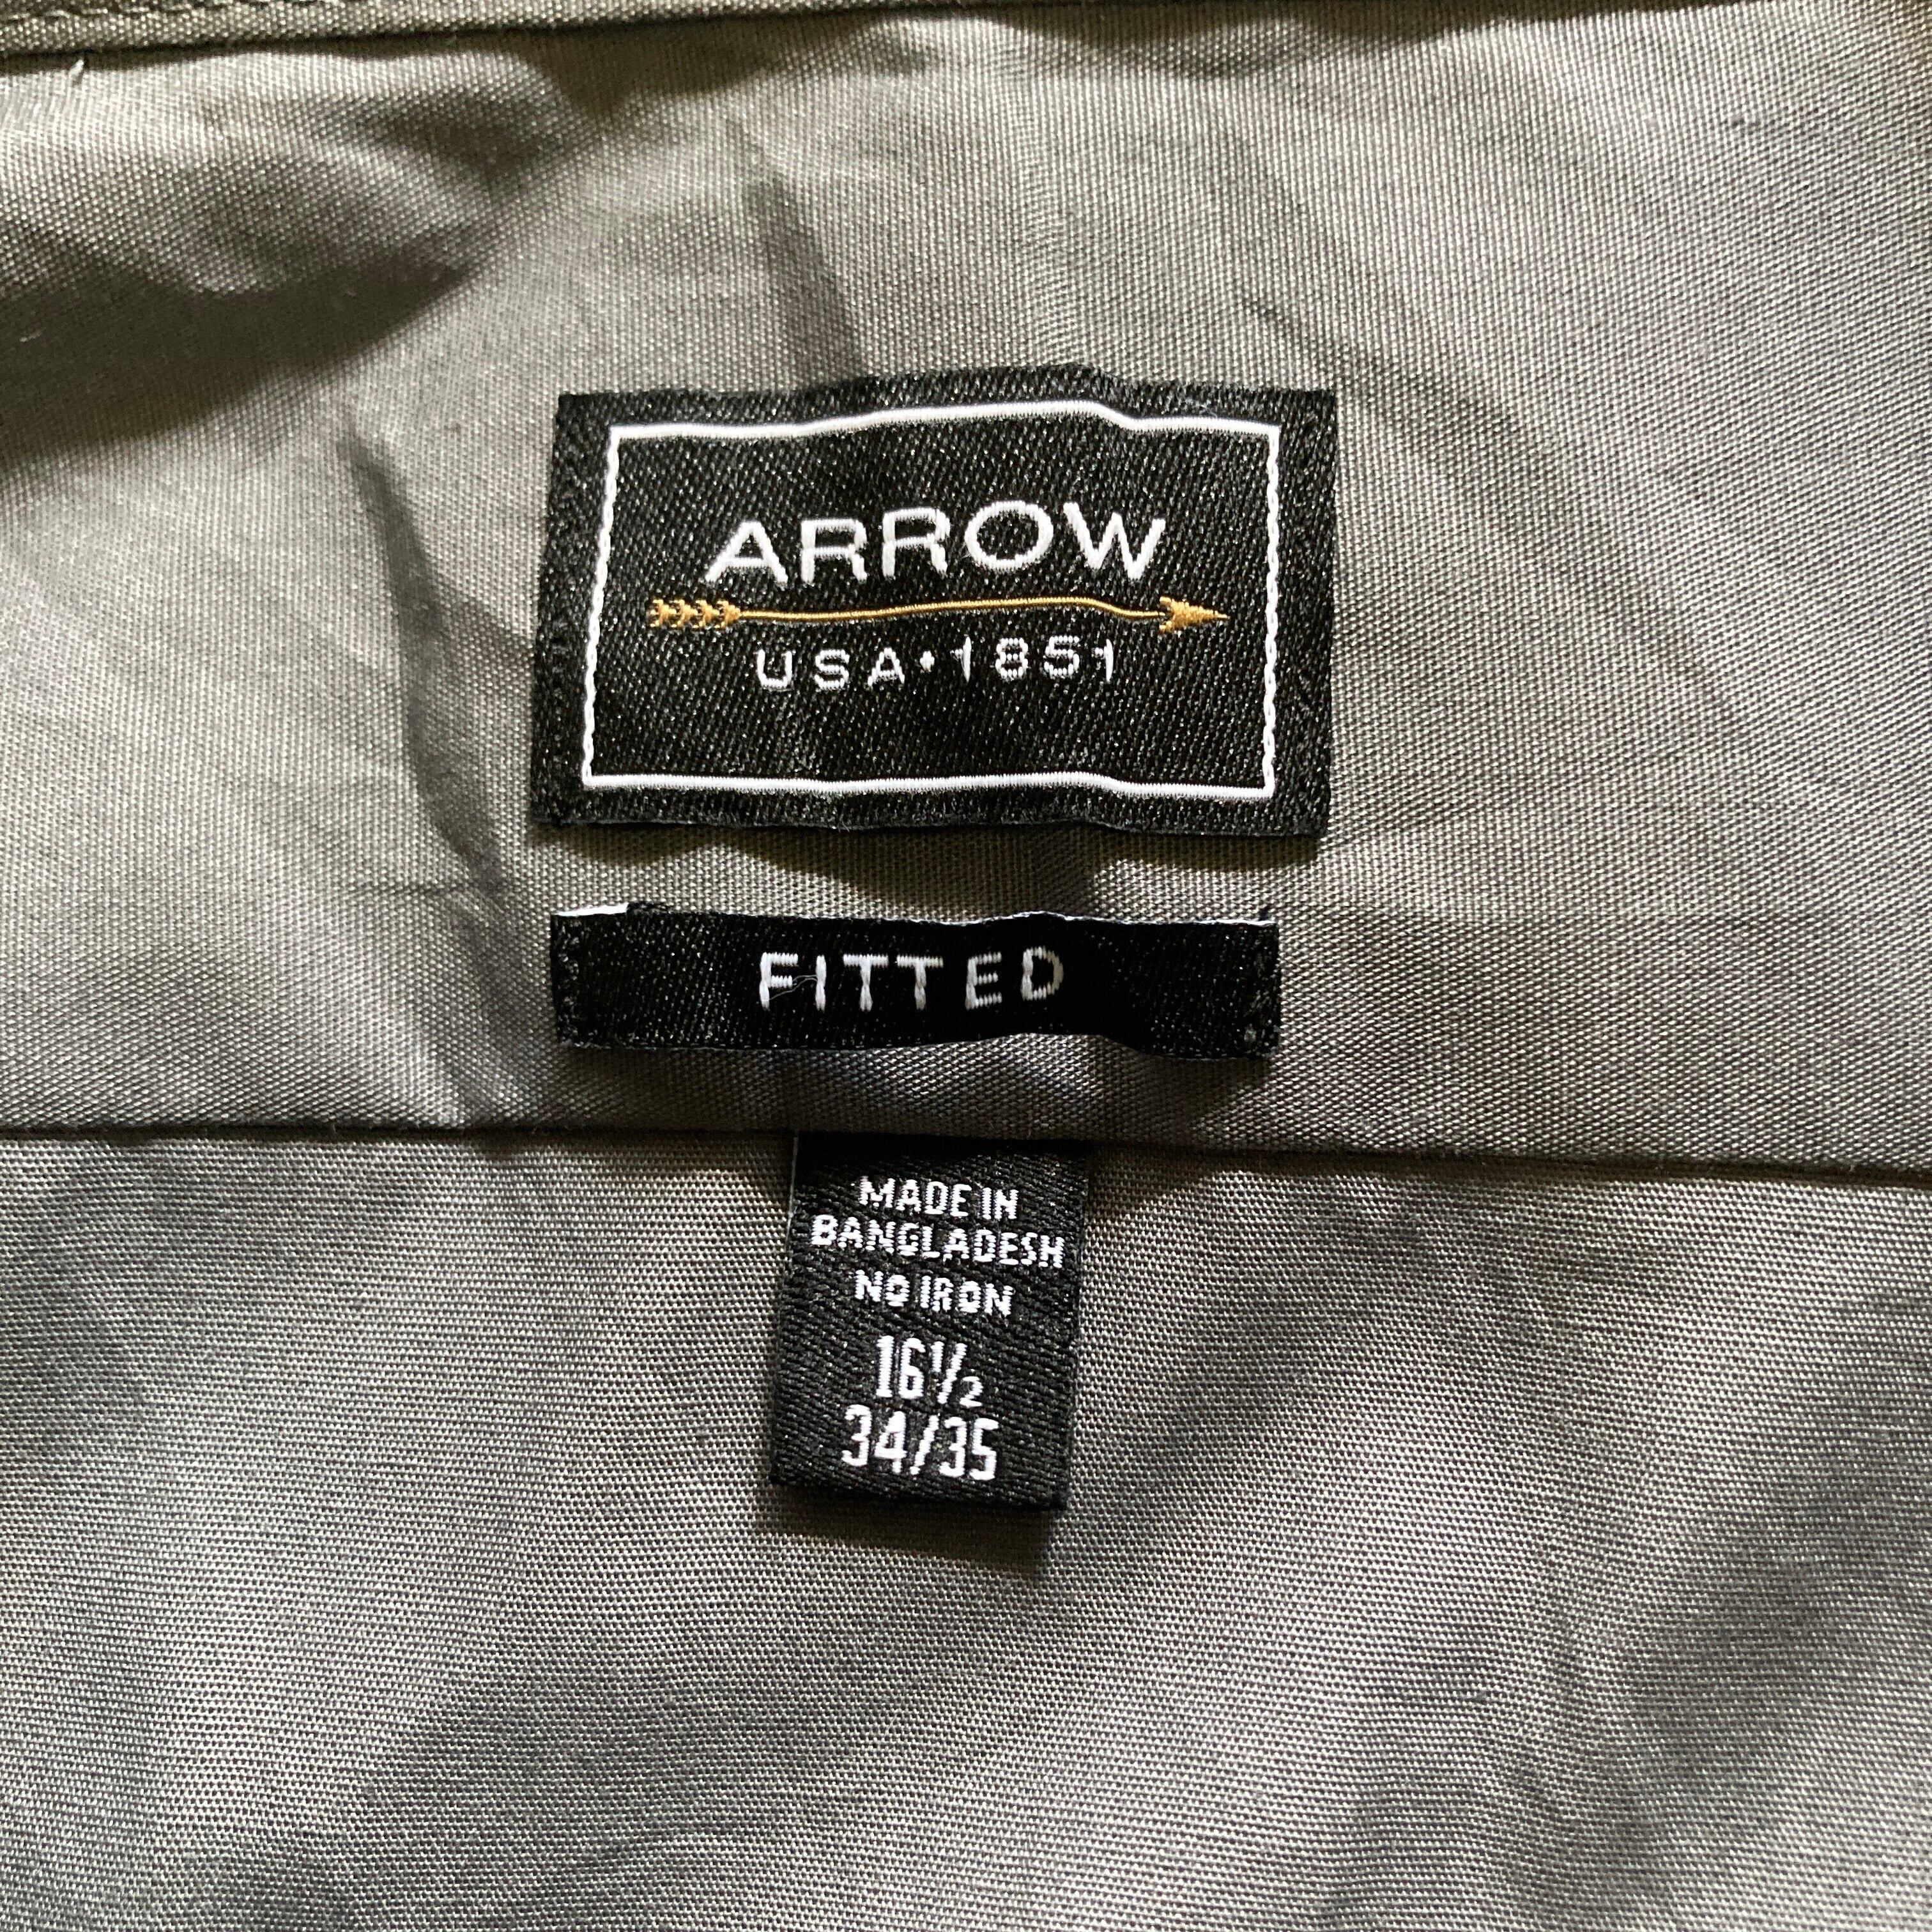 ARROW
USA•1851
FITTED
MADE IN
BANGLADESH
NO IRON
16½
34/35